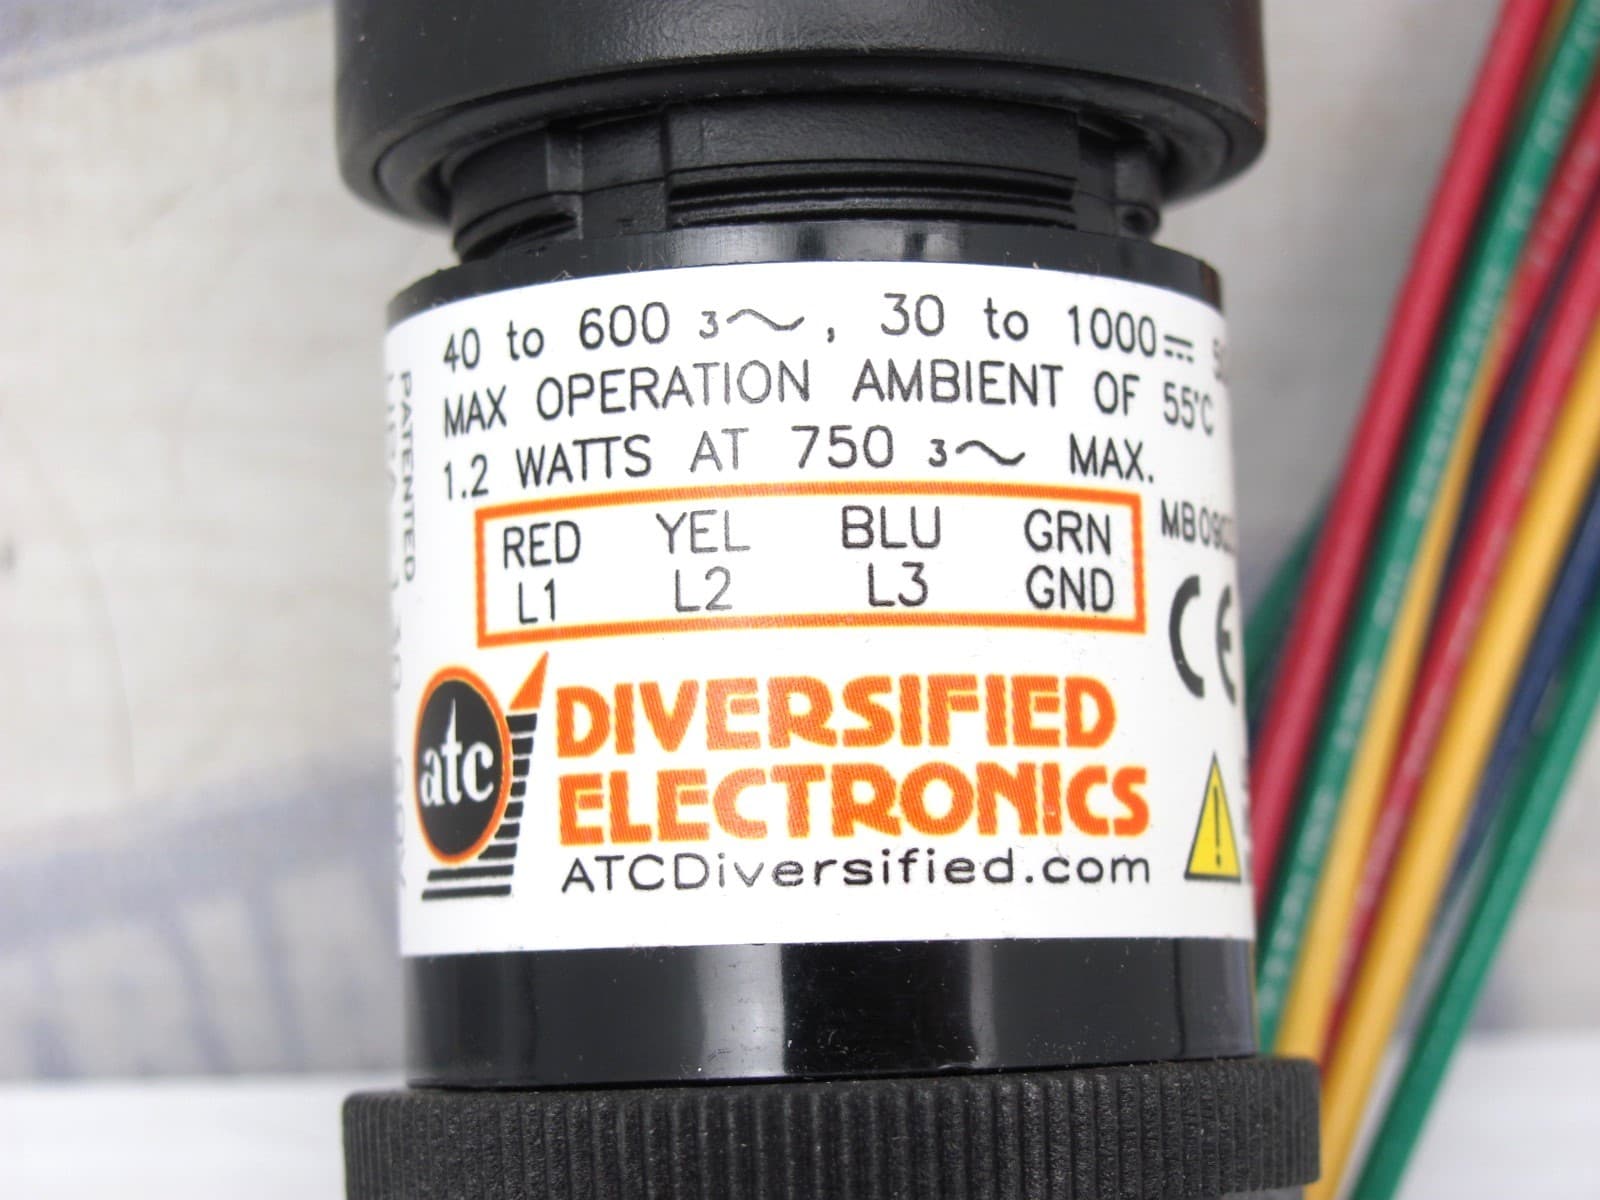 40 to 600 3～, 30 to 1000⎓
MAX OPERATION AMBIENT OF 55°C
1.2 WATTS AT 750 3～ MAX.
RED YEL BLU GRN
L1 L2 L3 GND
CE
atc
DIVERSIFIED
ELECTRONICS
ATCDiversified.com
PATENTED